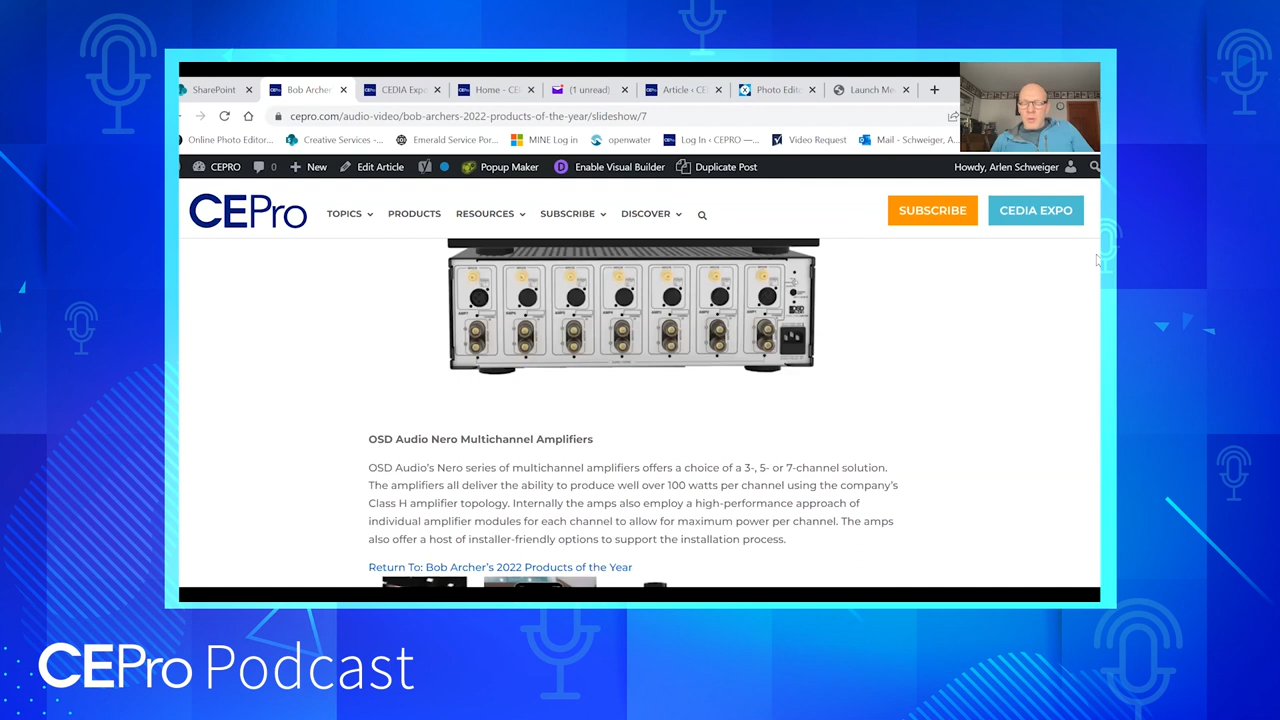 SharePoint
Bob Archer
CEDIA Exp
Home - CE
(1 unread)
Article ‹ CE
Photo Edit
Launch Me
cepro.com/audio-video/bob-archers-2022-products-of-the-year/slideshow/7
Online Photo Editor...
Creative Services -...
Emerald Service Por...
MINE Log in
openwater
Log In ‹ CEPRO —...
Video Request
Mail - Schweiger, A...
CEPRO
0
New
Edit Article
Popup Maker
Enable Visual Builder
Duplicate Post
Howdy, Arlen Schweiger
CEPro
TOPICS
PRODUCTS
RESOURCES
SUBSCRIBE
DISCOVER
SUBSCRIBE
CEDIA EXPO
OSD Audio Nero Multichannel Amplifiers
OSD Audio's Nero series of multichannel amplifiers offers a choice of a 3-, 5- or 7-channel solution.
The amplifiers all deliver the ability to produce well over 100 watts per channel using the company's
Class H amplifier topology. Internally the amps also employ a high-performance approach of
individual amplifier modules for each channel to allow for maximum power per channel. The amps
also offer a host of installer-friendly options to support the installation process.
Return To: Bob Archer's 2022 Products of the Year
CEPro Podcast